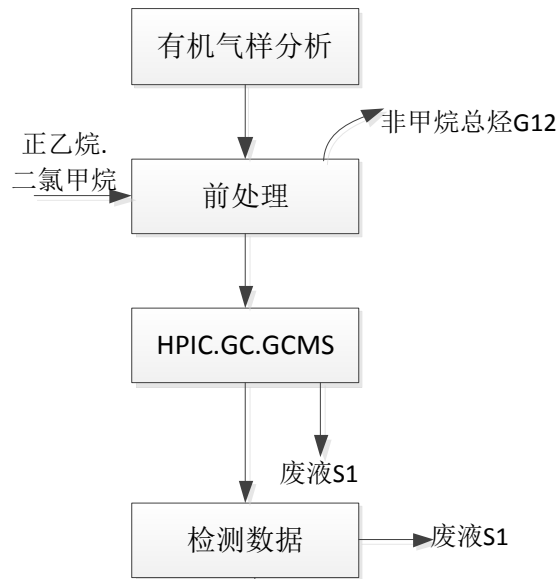 有机气样分析
非甲烷总烃G12
正乙烷.
二氯甲烷
前处理
HPIC.GC.GCMS
废液S1
检测数据
废液S1